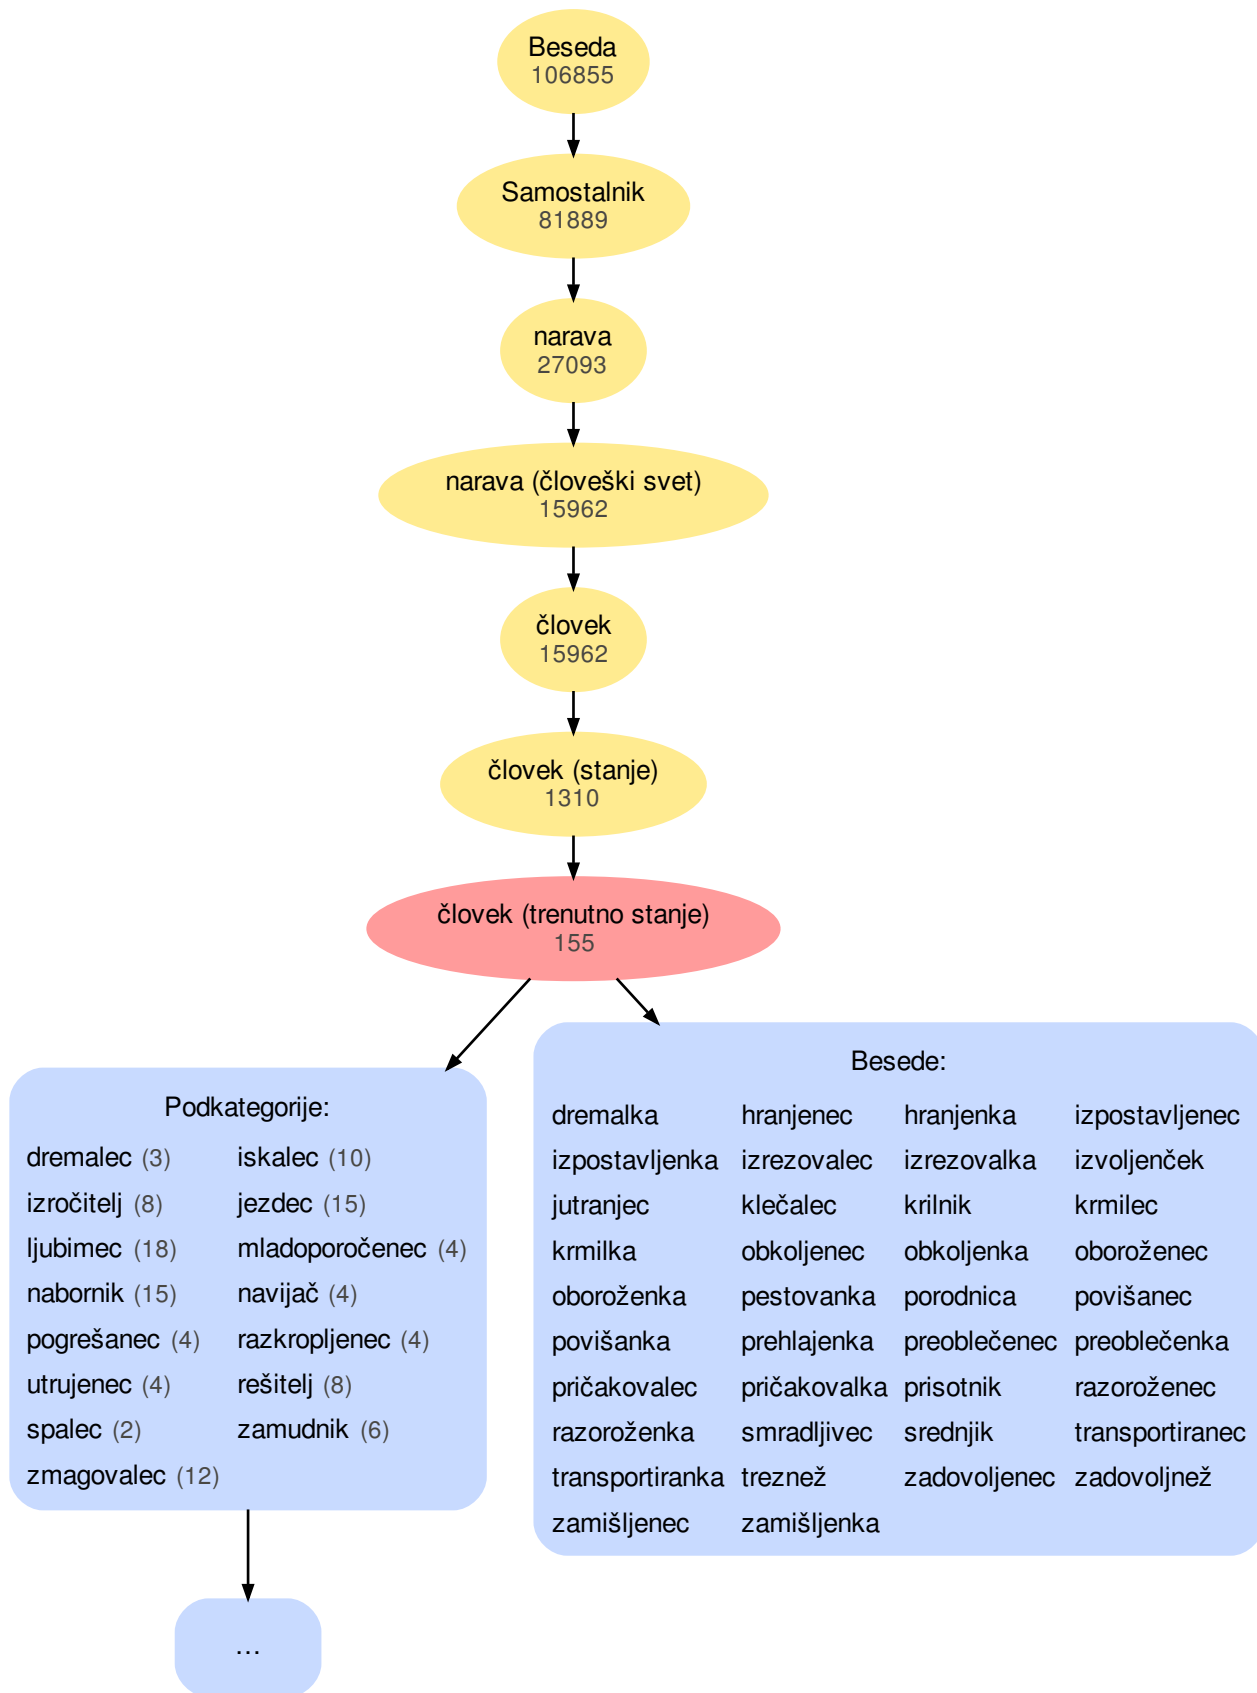 Beseda
106855
Samostalnik
81889
narava
27093
narava (človeški svet)
15962
človek
15962
človek (stanje)
1310
človek (trenutno stanje)
155
Podkategorije:
dremalec (3) iskalec (10)
izročitelj (8) jezdec (15)
ljubimec (18) mladoporočenec (4)
nabornik (15) navijač (4)
pogrešanec (4) razkropljenec (4)
utrujenec (4) rešitelj (8)
spalec (2) zamudnik (6)
zmagovalec (12)
…
Besede:
dremalka hranjenec hranjenka izpostavljenec
izpostavljenka izrezovalec izrezovalka izvoljenček
jutranjec klečalec krilnik krmilec
krmilka obkoljenec obkoljenka oboroženec
oboroženka pestovanka porodnica povišanec
povišanka prehlajenka preoblečenec preoblečenka
pričakovalec pričakovalka prisotnik razoroženec
razoroženka smradljivec srednjik transportiranec
transportiranka treznež zadovoljenec zadovoljnež
zamišljenec zamišljenka